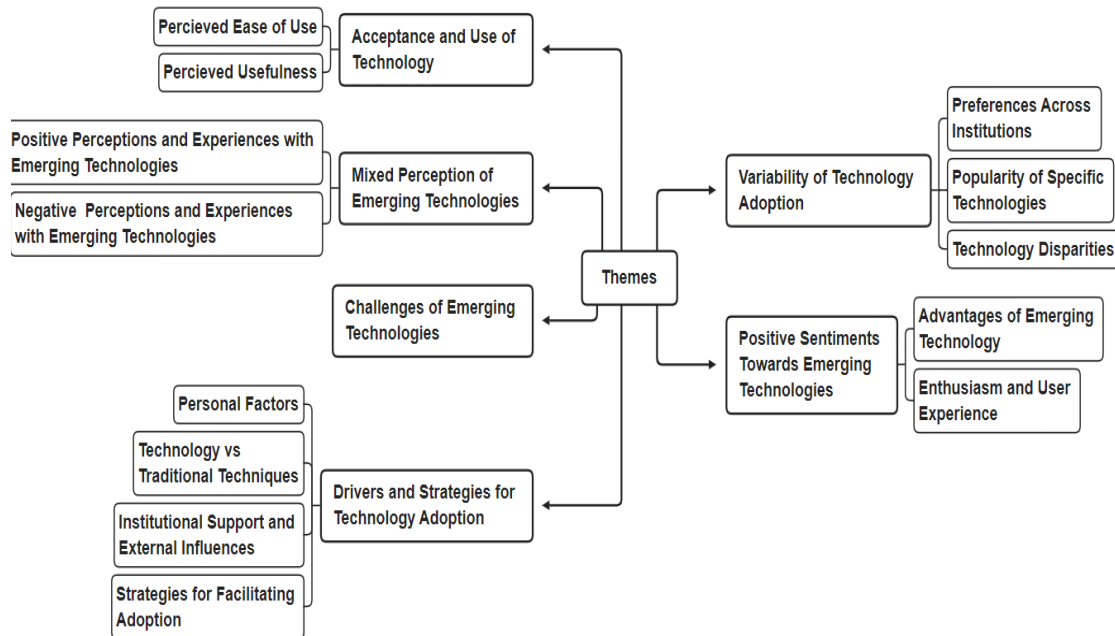 Percieved Ease of Use
Percieved Usefulness
Acceptance and Use of
Technology
Positive Perceptions and Experiences with
Emerging Technologies
Negative Perceptions and Experiences
with Emerging Technologies
Mixed Perception of
Emerging Technologies
Challenges of Emerging
Technologies
Personal Factors
Technology vs
Traditional Techniques
Institutional Support and
External Influences
Strategies for Facilitating
Adoption
Drivers and Strategies for
Technology Adoption
Themes
Variability of Technology
Adoption
Preferences Across
Institutions
Popularity of Specific
Technologies
Technology Disparities
Positive Sentiments
Towards Emerging
Technologies
Advantages of Emerging
Technology
Enthusiasm and User
Experience